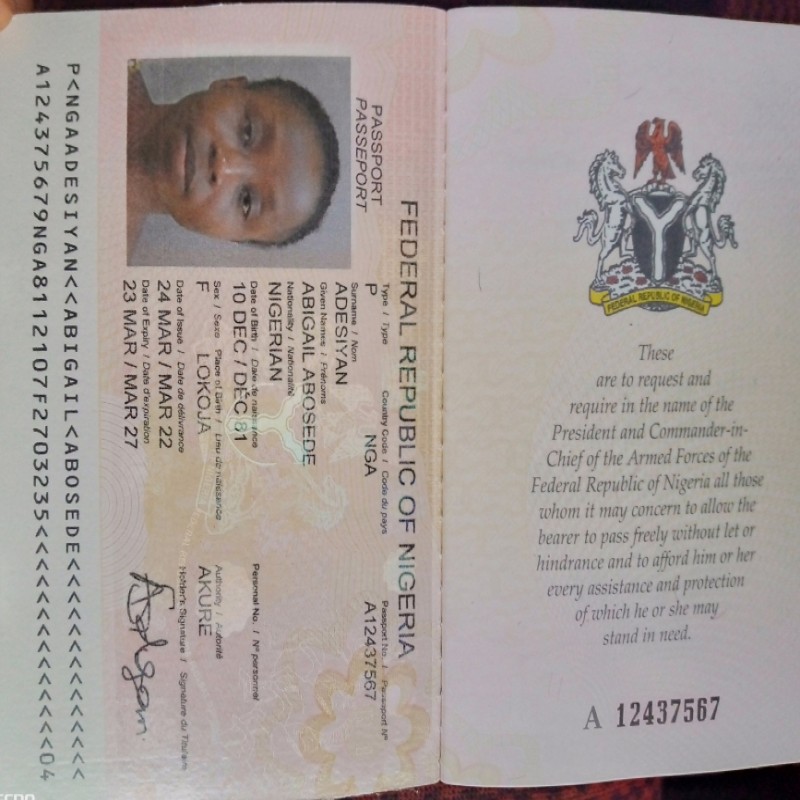 FEDERAL REPUBLIC OF NIGERIA
PASSPORT
PASSEPORT
Type / Type
Country Code / Code du pays
Passport No. / Passeport N°
P
NGA
A12437567
Surname / Nom
ADESIYAN
Given Names / Prénoms
ABIGAIL ABOSEDE
Nationality / Nationalité
NIGERIAN
Date of Birth / Date de naissance
Personal No. / N° personnel
10 DEC / DEC 81
Sex / Sexe
Place of Birth / Lieu de naissance
Authority / Autorité
F
LOKOJA
AKURE
Date of Issue / Date de délivrance
Holder's Signature / Signature du Titulaire
24 MAR / MAR 22
Date of Expiry / Date d'expiration
23 MAR / MAR 27
P<NGAADESIYAN<<ABIGAIL<ABOSEDE<<<<<<<<<<<<<<
A124375679NGA8112107F2703235<<<<<<<<<<<<<<04
FEDERAL REPUBLIC OF NIGERIA
These
are to request and
require in the name of the
President and Commander-in-
Chief of the Armed Forces of the
Federal Republic of Nigeria all those
whom it may concern to allow the
bearer to pass freely without let or
hindrance and to afford him or her
every assistance and protection
of which he or she may
stand in need.
A 12437567